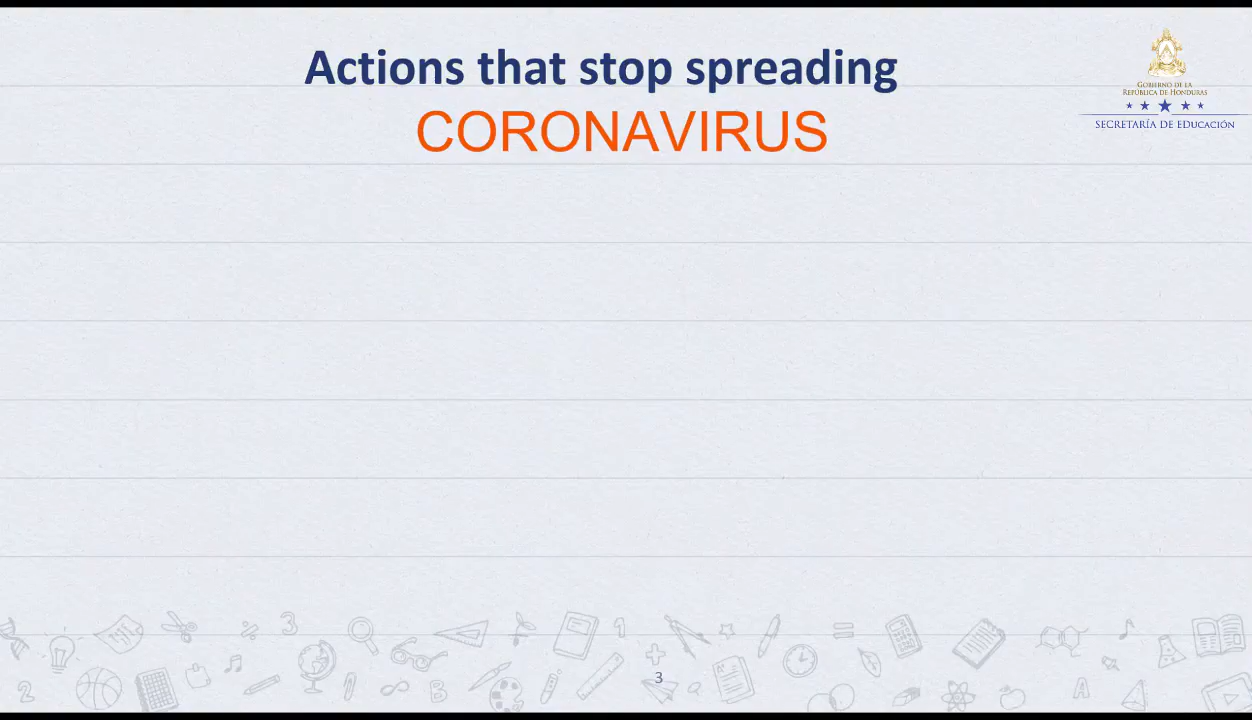 Actions that stop spreading
CORONAVIRUS
GOBIERNO DE LA
REPÚBLICA DE HONDURAS
SECRETARÍA DE EDUCACIÓN
3